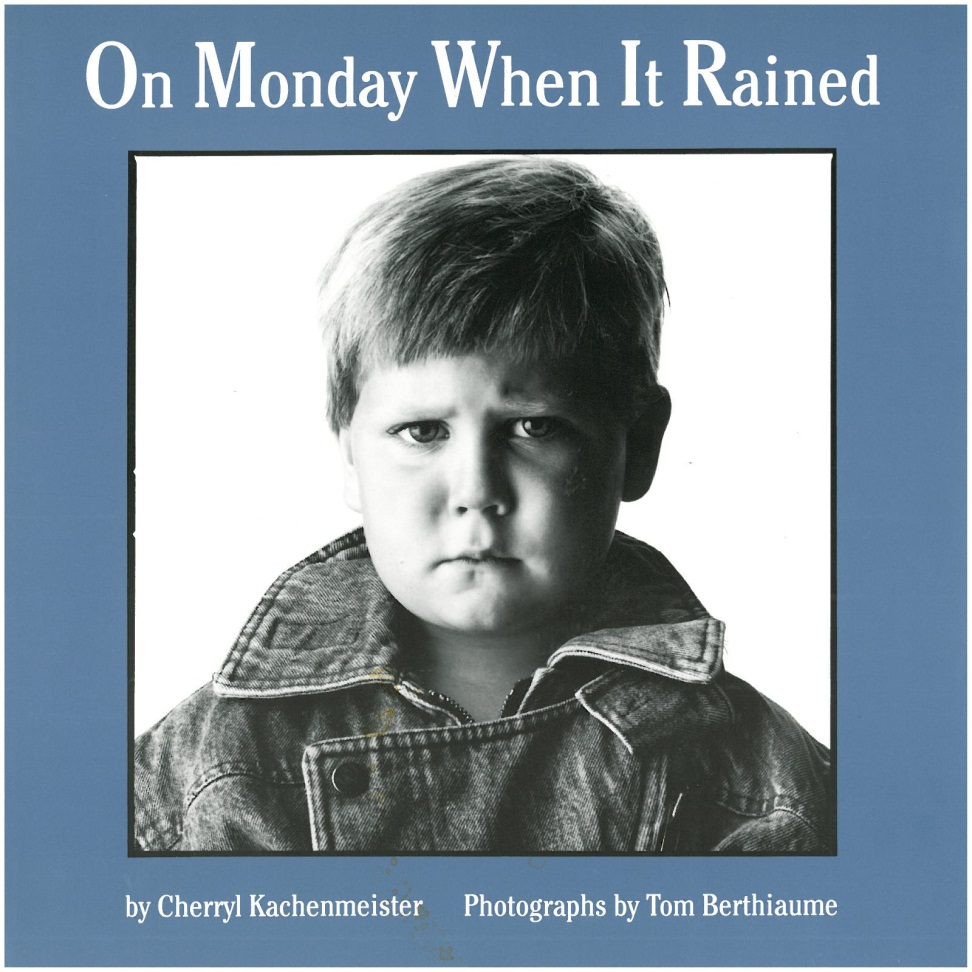 On Monday When It Rained
by Cherryl Kachenmeister Photographs by Tom Berthiaume